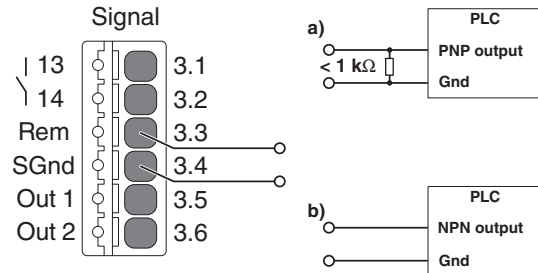 Signal
13 3.1
14 3.2
Rem 3.3
SGnd 3.4
Out 1 3.5
Out 2 3.6
a)
PLC
PNP output
< 1 kΩ
Gnd
b)
PLC
NPN output
Gnd